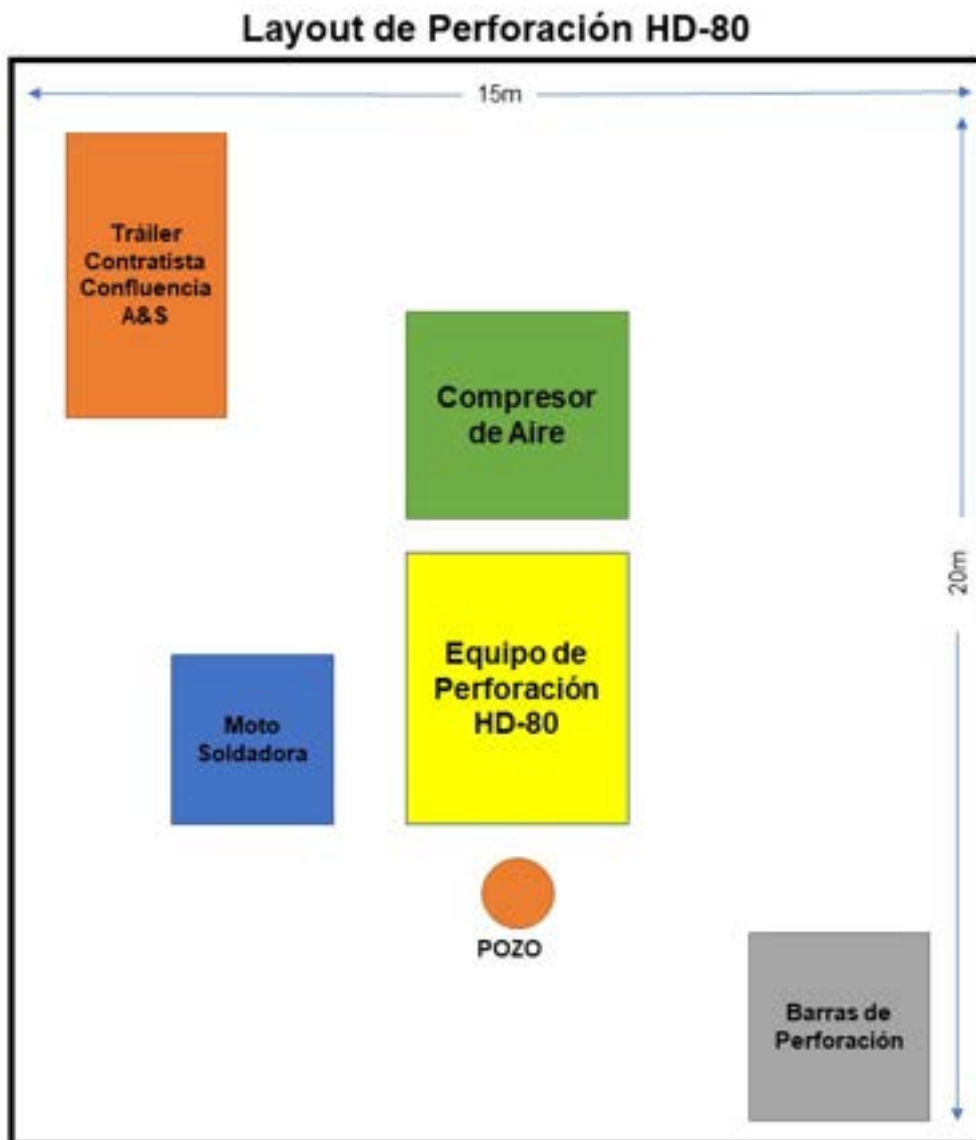 Layout de Perforación HD-80
15m
Tráiler
Contratista
Confluencia
A&S
Compresor
de Aire
20m
Equipo de
Perforación
HD-80
Moto
Soldadora
POZO
Barras de
Perforación